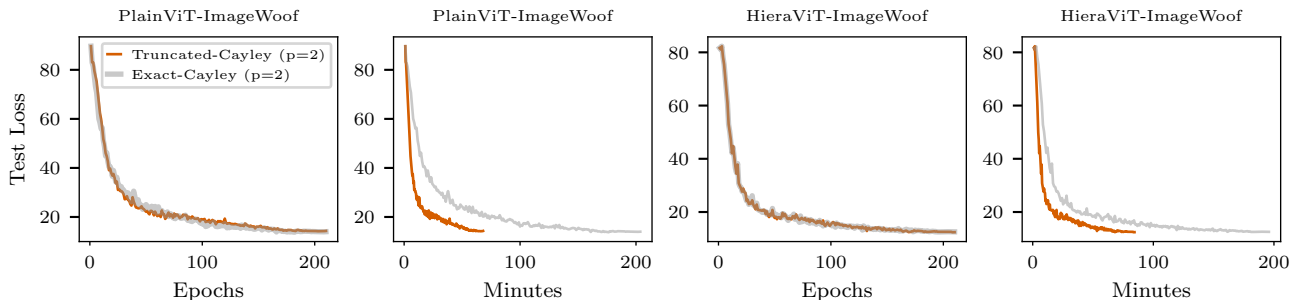 PlainViT-ImageWoof
PlainViT-ImageWoof
HieraViT-ImageWoof
HieraViT-ImageWoof
Test Loss
80
60
40
20
Truncated-Cayley (p=2)
Exact-Cayley (p=2)
0
100
200
Epochs
80
60
40
20
0
100
200
Minutes
80
60
40
20
0
100
200
Epochs
80
60
40
20
0
100
200
Minutes